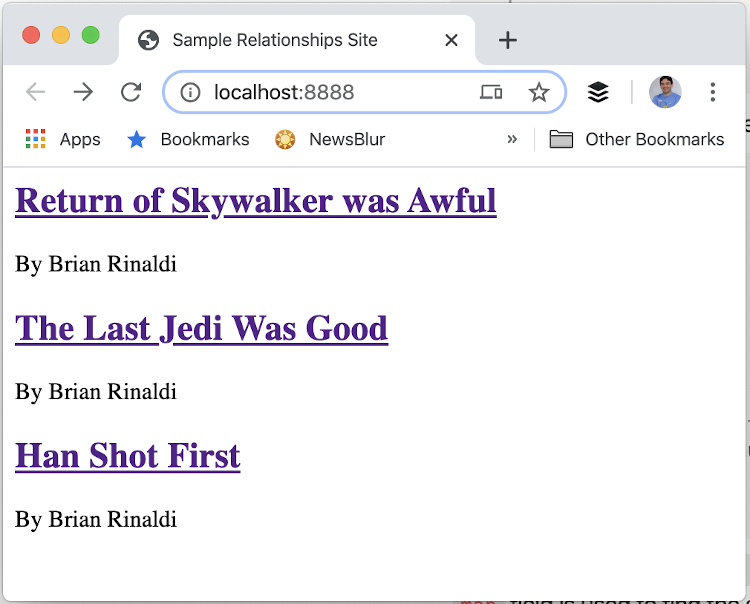 Sample Relationships Site
localhost:8888
Apps Bookmarks NewsBlur » Other Bookmarks
Return of Skywalker was Awful
By Brian Rinaldi
The Last Jedi Was Good
By Brian Rinaldi
Han Shot First
By Brian Rinaldi